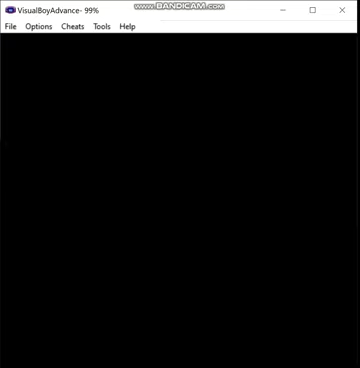 www.BANDICAM.com
VisualBoyAdvance- 99%
File Options Cheats Tools Help